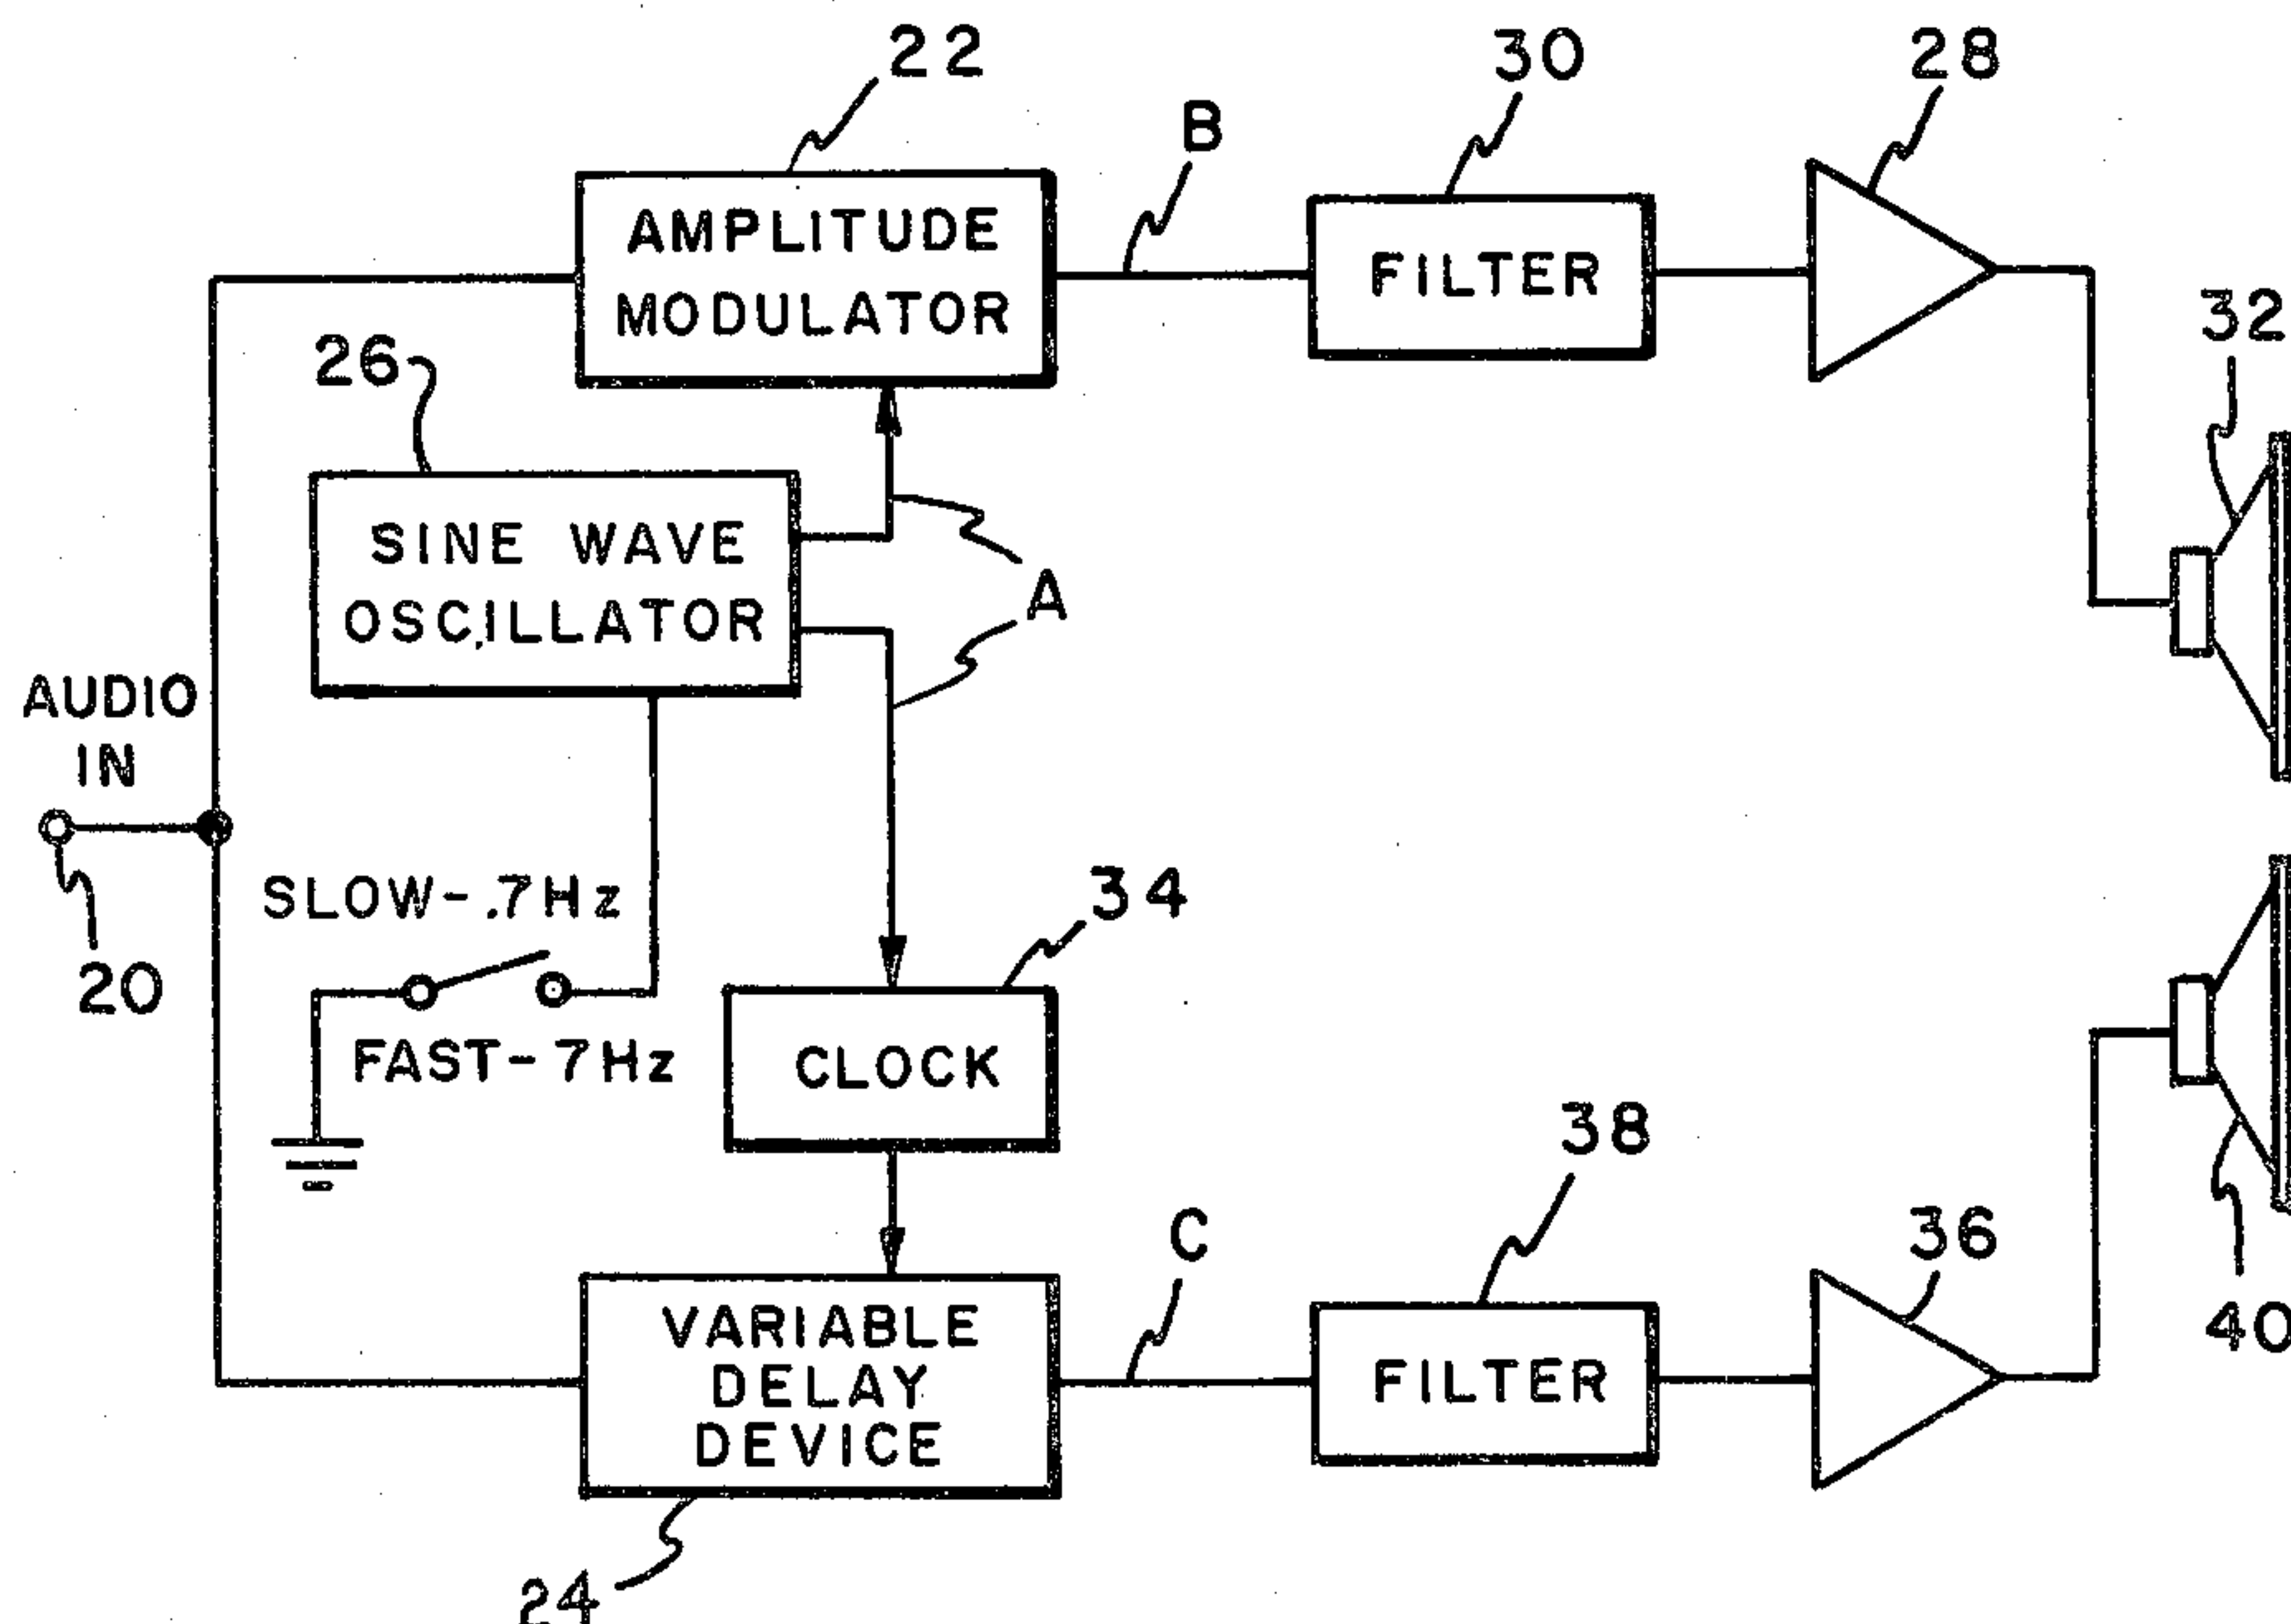 22
30
28
B
AMPLITUDE
MODULATOR
FILTER
32
26
SINE WAVE
OSCILLATOR
A
AUDIO
IN
20
SLOW-.7Hz
FAST-7Hz
34
CLOCK
38
C
36
40
VARIABLE
DELAY
DEVICE
FILTER
24